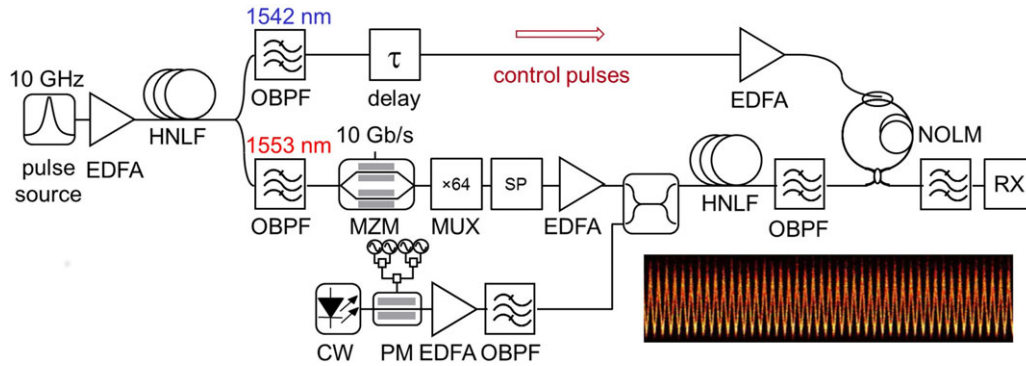 1542 nm
10 GHz
OBPF
τ
delay
control pulses
EDFA
pulse
source
EDFA
HNLF
NOLM
1553 nm
10 Gb/s
OBPF
MZM
×64
MUX
SP
EDFA
HNLF
OBPF
RX
CW
PM
EDFA
OBPF